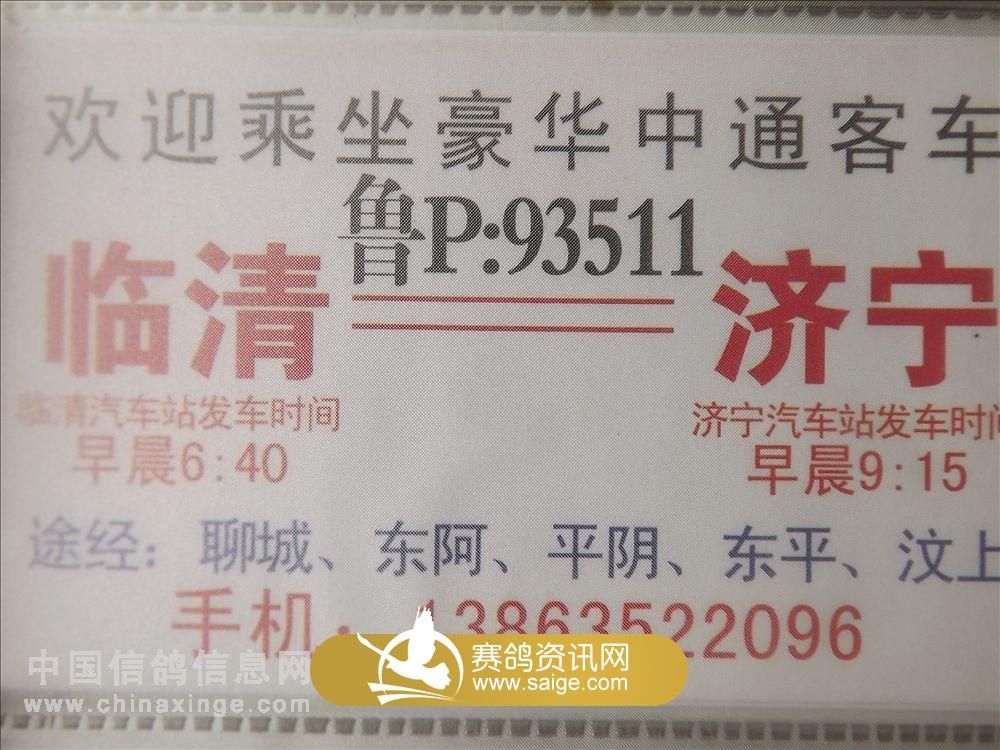 欢迎乘坐豪华中通客车
鲁P:93511
临清
济宁
临清汽车站发车时间
早晨6:40
济宁汽车站发车时间
早晨9:15
途经：聊城、东阿、平阴、东平、汶上
手机：13863522096
中国信鸽信息网
www.chinaxinge.com
赛鸽资讯网
www.saige.com